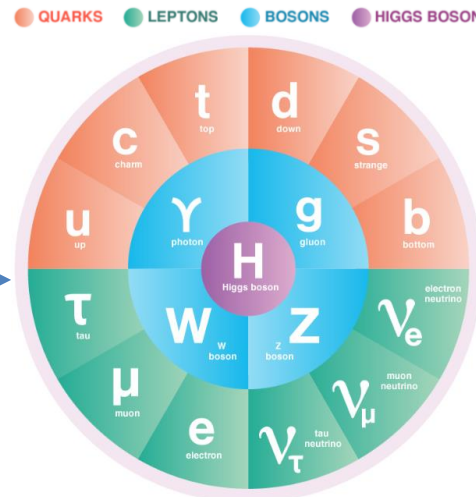 QUARKS LEPTONS BOSONS HIGGS BOSON
t
top
d
down
c
charm
s
strange
u
up
b
bottom
γ
photon
g
gluon
H
Higgs boson
W
W
boson
Z
Z
boson
τ
tau
μ
muon
e
electron
ντ
tau
neutrino
νμ
muon
neutrino
νe
electron
neutrino